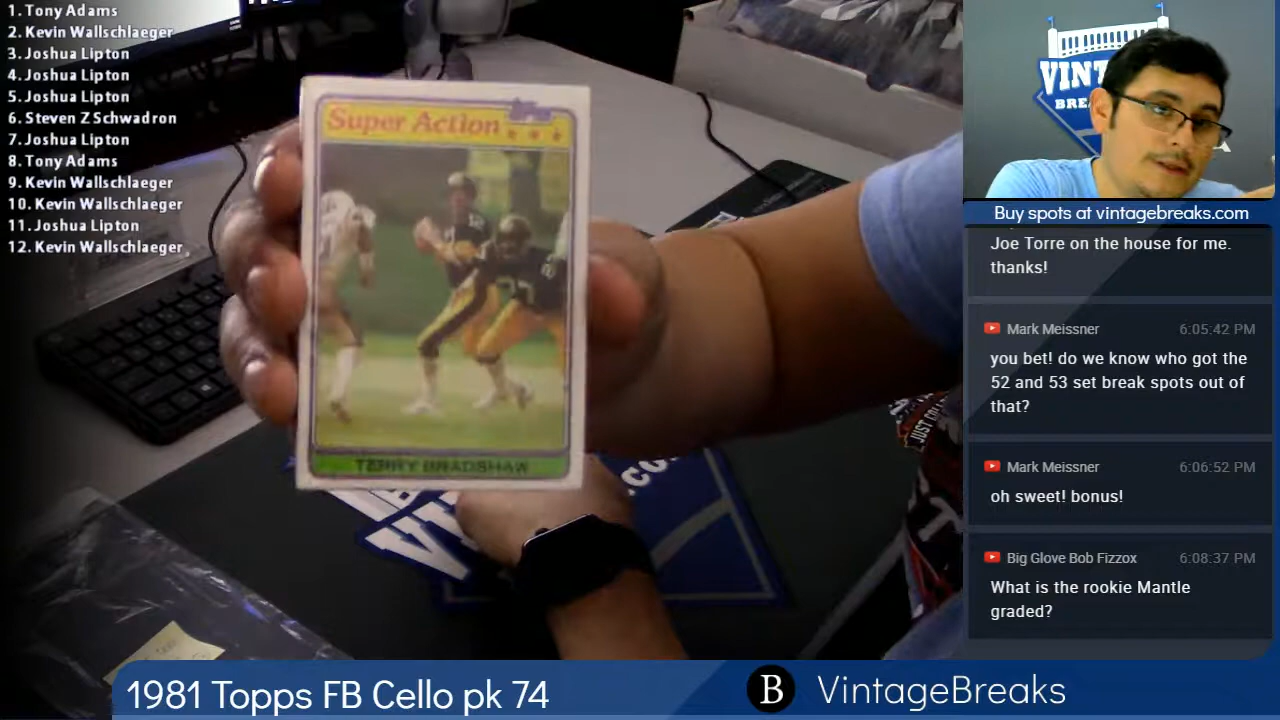 1. Tony Adams
2. Kevin Wallschlaeger
3. Joshua Lipton
4. Joshua Lipton
5. Joshua Lipton
6. Steven Z Schwadron
7. Joshua Lipton
8. Tony Adams
9. Kevin Wallschlaeger
10. Kevin Wallschlaeger
11. Joshua Lipton
12. Kevin Wallschlaeger
Topps
Super Action
TERRY BRADSHAW
VINT
BREA
Buy spots at vintagebreaks.com
Joe Torre on the house for me.
thanks!
Mark Meissner 6:05:42 PM
you bet! do we know who got the
52 and 53 set break spots out of
that?
Mark Meissner 6:06:52 PM
oh sweet! bonus!
Big Glove Bob Fizzox 6:08:37 PM
What is the rookie Mantle
graded?
JUST COLL
1981 Topps FB Cello pk 74
B VintageBreaks